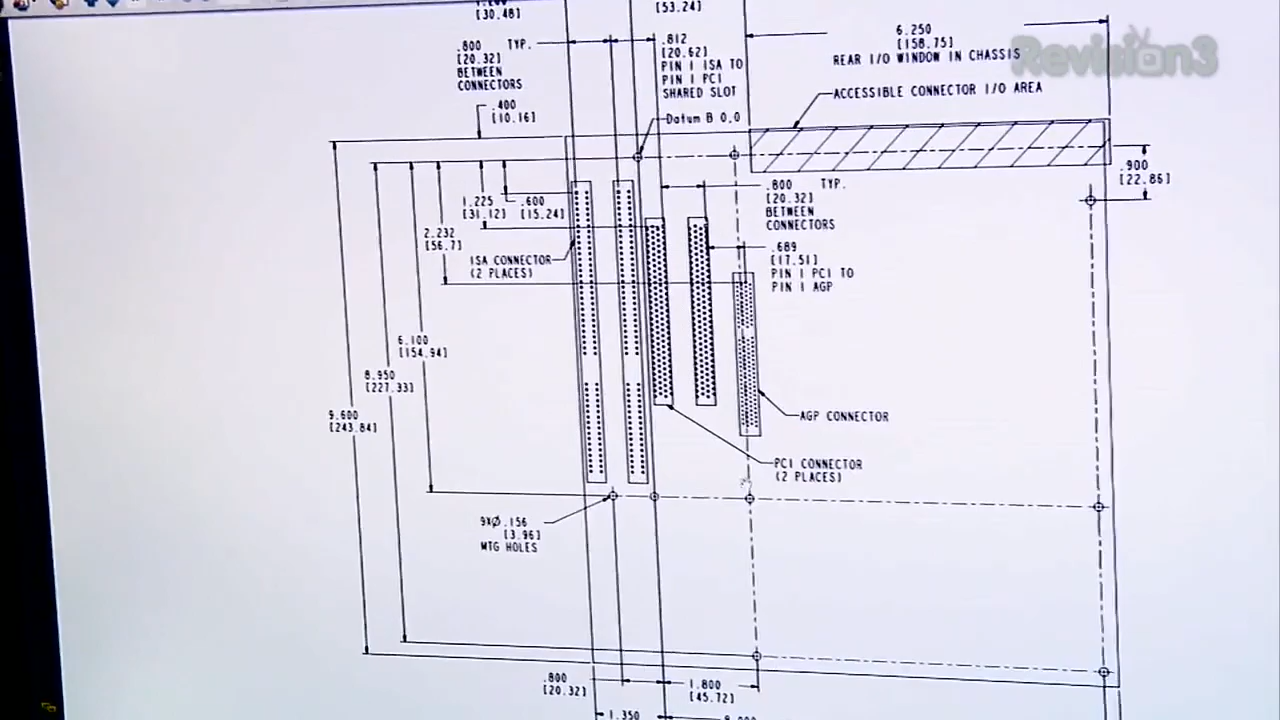 [30.48]
[53.24]
.800 TYP.
[20.32]
BETWEEN
CONNECTORS
.812
[20.62]
PIN 1 ISA TO
PIN 1 PCI
SHARED SLOT
6.250
[158.75]
REAR I/O WINDOW IN CHASSIS
Revision3
ACCESSIBLE CONNECTOR I/O AREA
.400
[10.16]
Datum B 0,0
.900
[22.86]
.800 TYP.
[20.32]
BETWEEN
CONNECTORS
1.225
[31.12]
.600
[15.24]
2.232
[56.7]
ISA CONNECTOR
(2 PLACES)
.689
[17.51]
PIN 1 PCI TO
PIN 1 AGP
6.100
[154.94]
8.950
[227.33]
9.600
[243.84]
AGP CONNECTOR
PCI CONNECTOR
(2 PLACES)
9XØ .156
[3.96]
MTG HOLES
.800
[20.32]
1.800
[45.72]
1.350